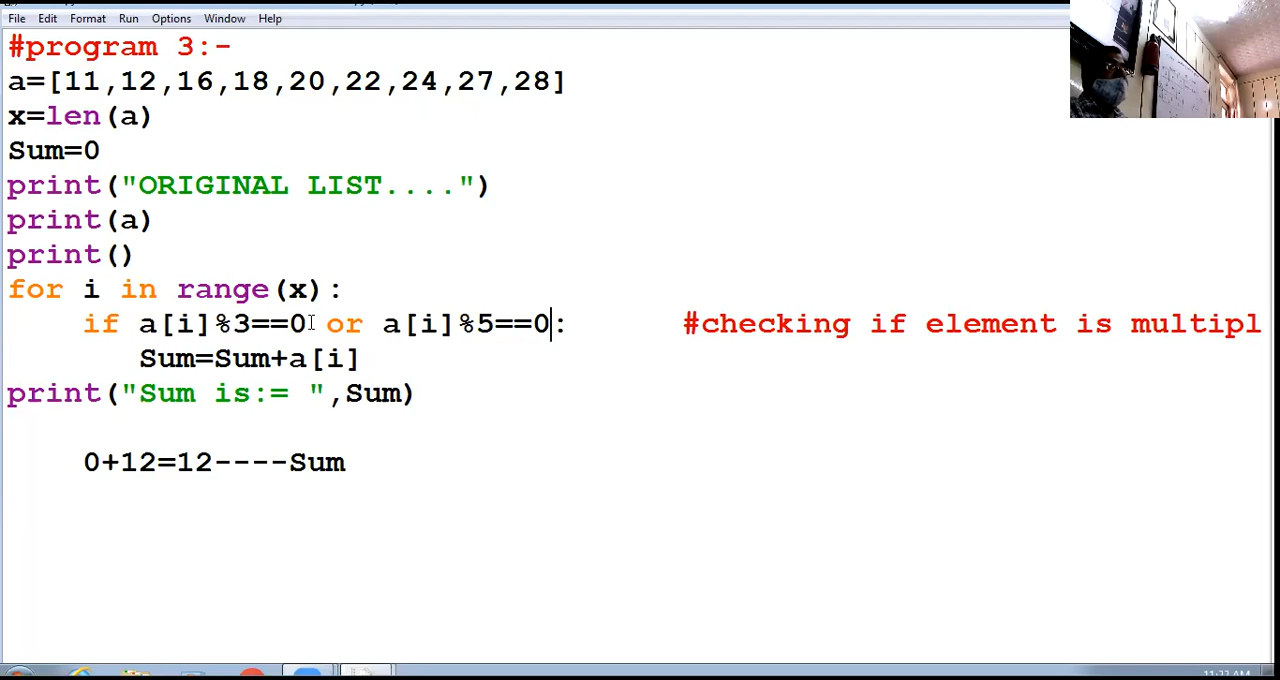 File Edit Format Run Options Window Help
#program 3:-
a=[11,12,16,18,20,22,24,27,28]
x=len(a)
Sum=0
print("ORIGINAL LIST....")
print(a)
print()
for i in range(x):
if a[i]%3==0 or a[i]%5==0: #checking if element is multipl
Sum=Sum+a[i]
print("Sum is:= ",Sum)
0+12=12----Sum